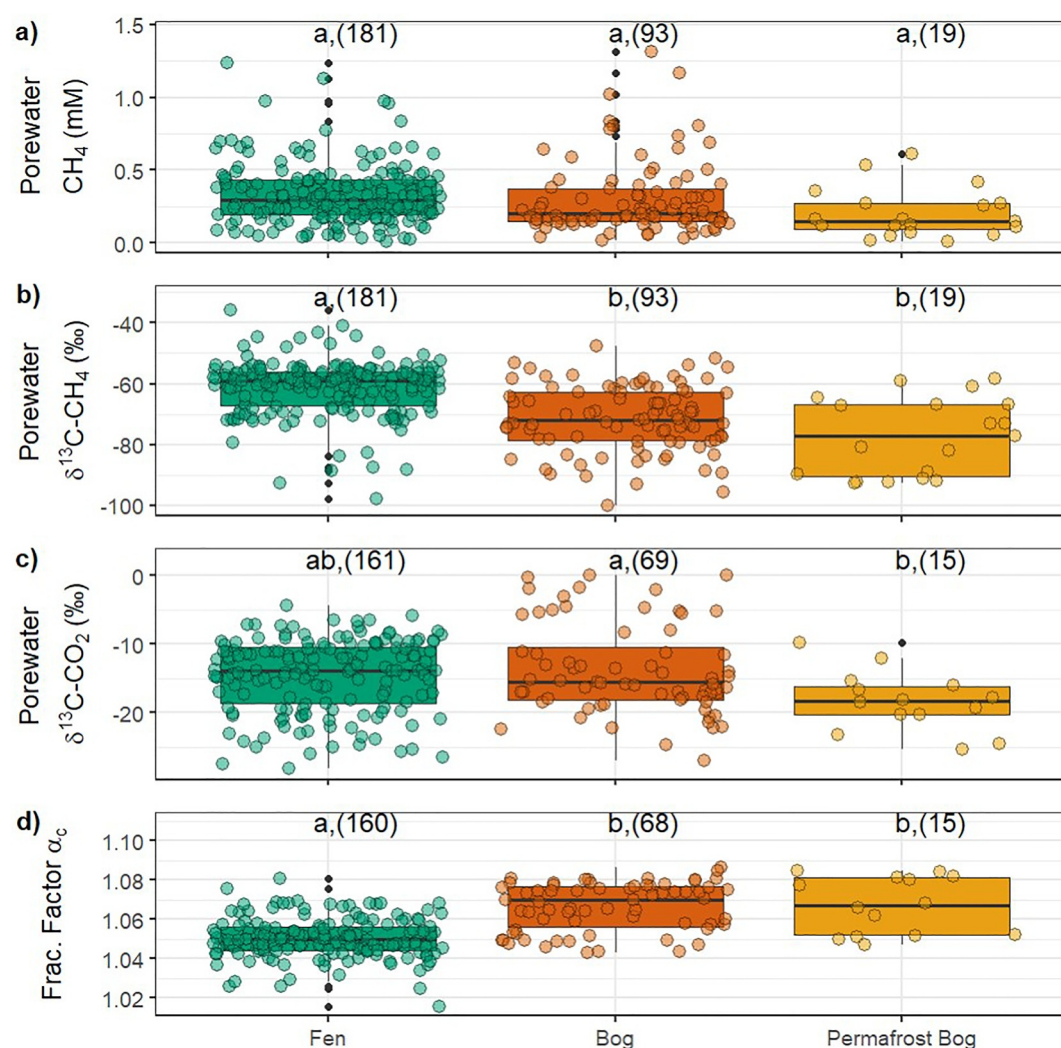 a)
a,(181) a,(93) a,(19)
Porewater
CH₄ (mM)
1.5
1.0
0.5
0.0
b)
a,(181) b,(93) b,(19)
Porewater
δ¹³C-CH₄ (‰)
-40
-60
-80
-100
c)
ab,(161) a,(69) b,(15)
Porewater
δ¹³C-CO₂ (‰)
0
-10
-20
d)
a,(160) b,(68) b,(15)
Frac. Factor α꜀
1.10
1.08
1.06
1.04
1.02
Fen Bog Permafrost Bog